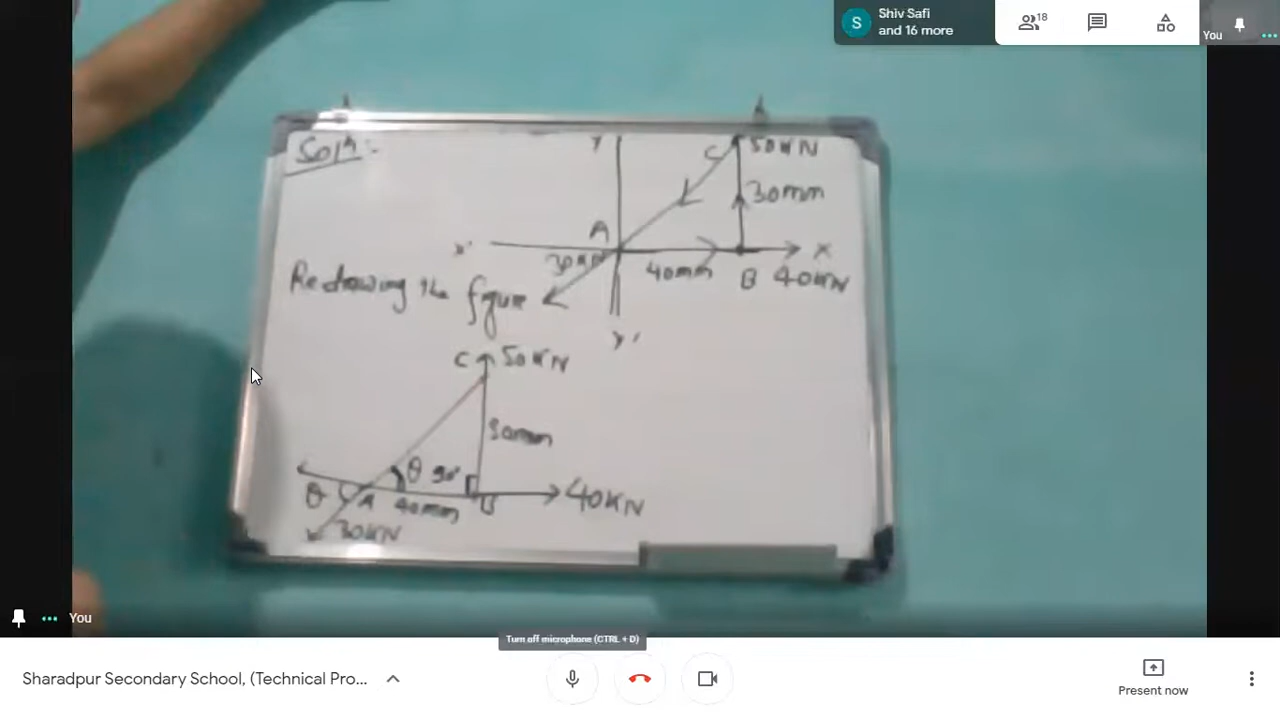 Shiv Safi
S
and 16 more
18
You
Soln:
Y
C
50KN
30mm
A
X'
X
30KN
40mm
B
40KN
Redrawing the figure
Y'
C
50KN
30mm
θ
90°
θ
A
40mm
B
40KN
30KN
You
Turn off microphone (CTRL + D)
Sharadpur Secondary School, (Technical Pro...
Present now